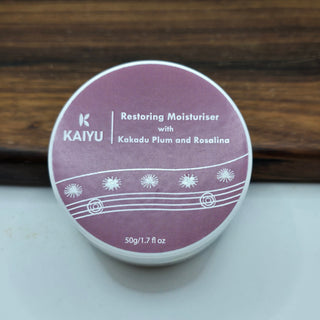 KAIYU
Restoring Moisturiser
with
Kakadu Plum and Rosalina
50g/1.7 fl oz